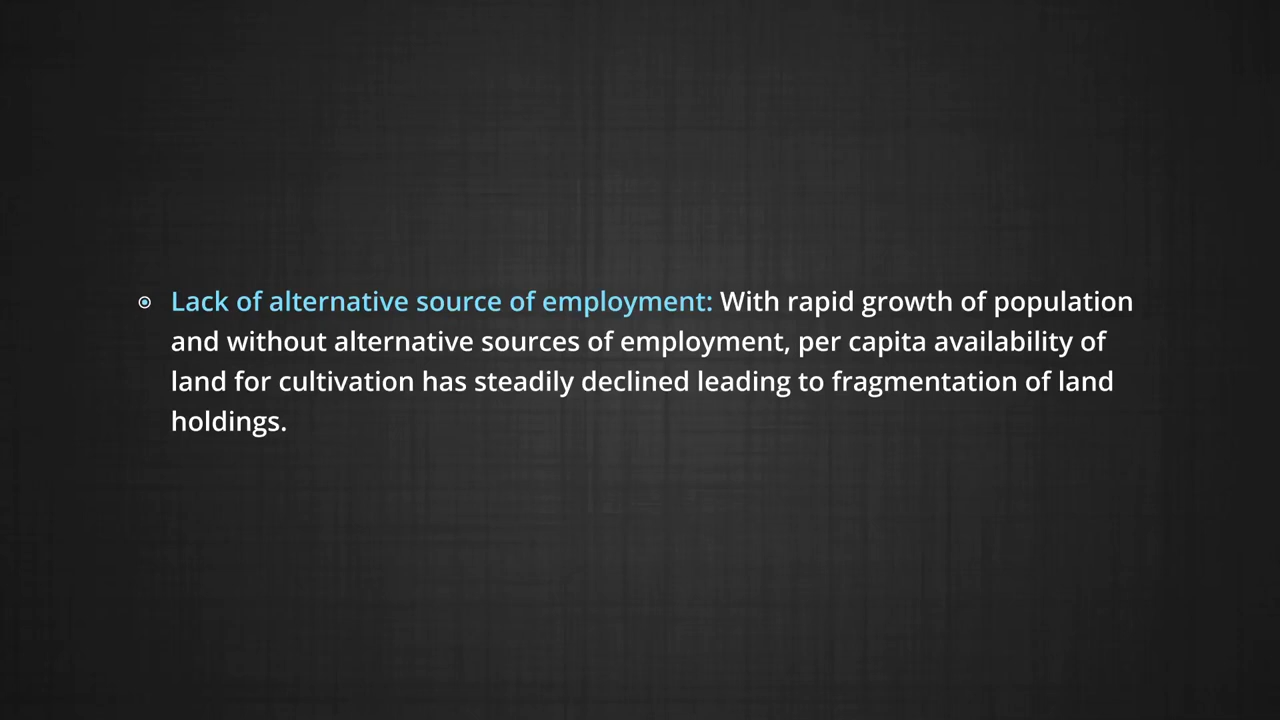 Lack of alternative source of employment: With rapid growth of population
and without alternative sources of employment, per capita availability of
land for cultivation has steadily declined leading to fragmentation of land
holdings.